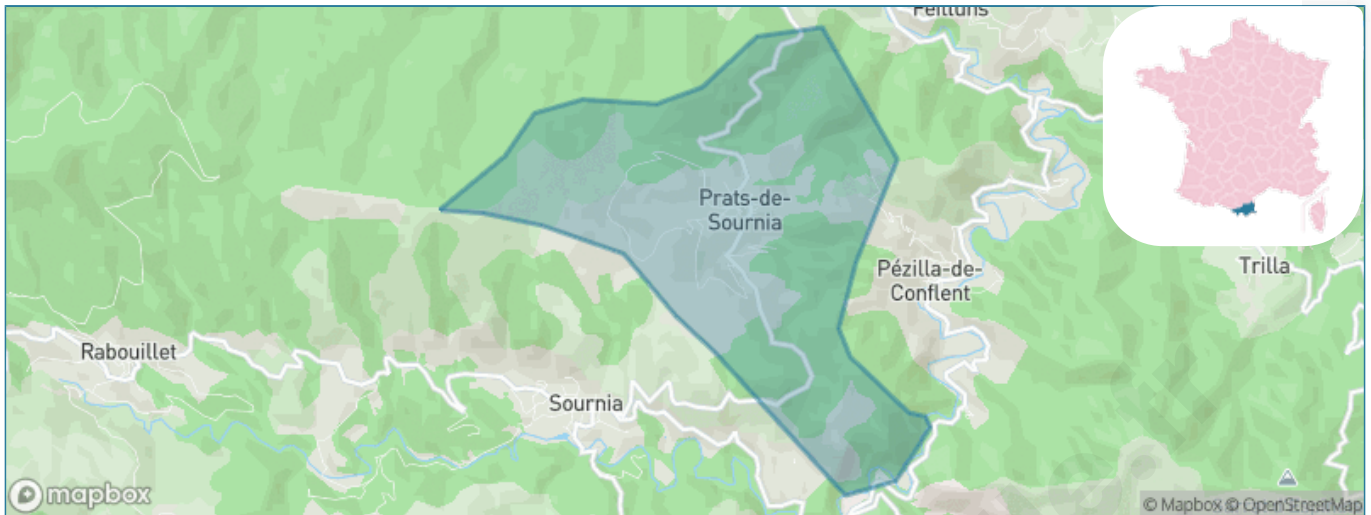 Feilluns
Prats-de-
Sournia
Pézilla-de-
Conflent
Trilla
Rabouillet
Sournia
mapbox
© Mapbox © OpenStreetMap